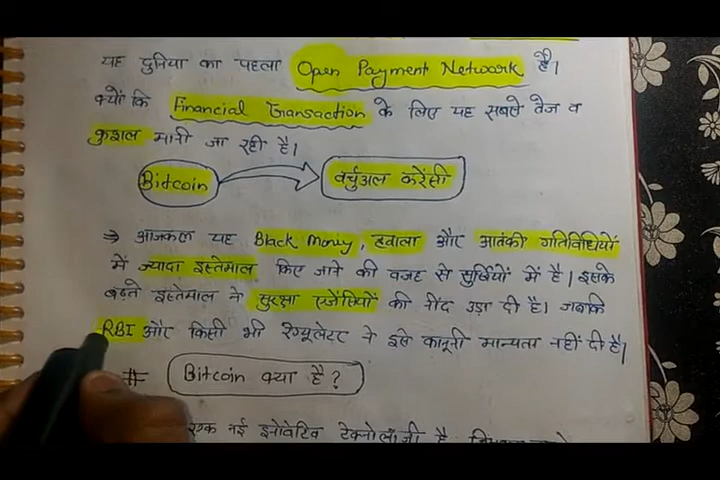 यह दुनिया का पहला Open Payment Network है।
क्यों कि Financial Transaction के लिए यह सबसे तेज व
कुशल मानी जा रही है।
Bitcoin वर्चुअल करेंसी
⇒ आजकल यह Black Money, हवाला और आतंकी गतिविधियों
में ज्यादा इस्तेमाल किए जाने की वजह से सुर्खियों में है। इसके
बढ़ते इस्तेमाल ने सुरक्षा एजेंसियों की नींद उड़ा दी है। जबकि
RBI और किसी भी रेग्यूलेटर ने इसे कानूनी मान्यता नहीं दी है।
# Bitcoin क्या है?
एक नई इनोवेटिव टेक्नोलॉजी है